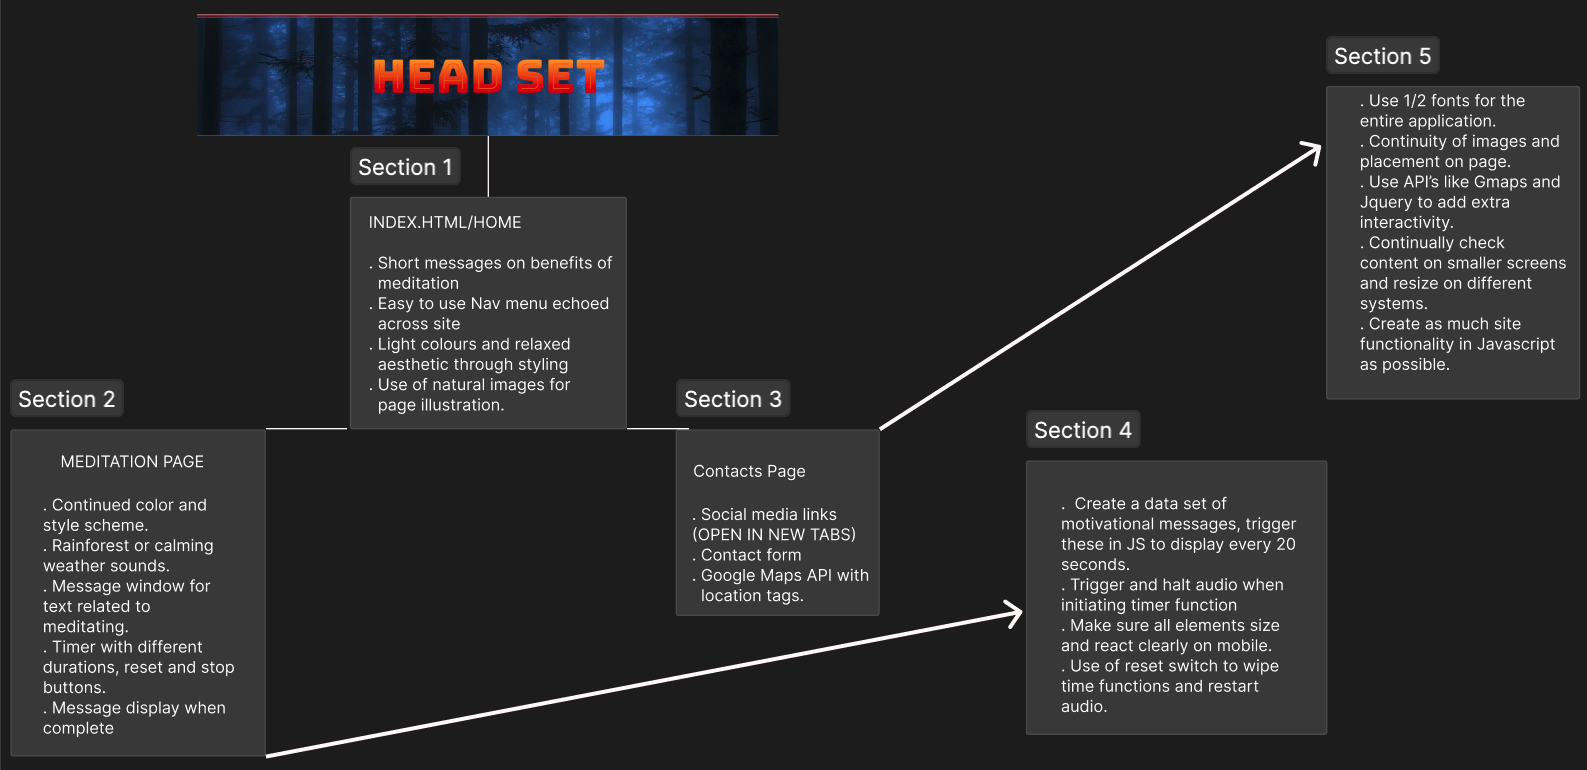 HEAD SET
Section 1
INDEX.HTML/HOME
. Short messages on benefits of
meditation
. Easy to use Nav menu echoed
across site
. Light colours and relaxed
aesthetic through styling
. Use of natural images for
page illustration.
Section 2
MEDITATION PAGE
. Continued color and
style scheme.
. Rainforest or calming
weather sounds.
. Message window for
text related to
meditating.
. Timer with different
durations, reset and stop
buttons.
. Message display when
complete
Section 3
Contacts Page
. Social media links
(OPEN IN NEW TABS)
. Contact form
. Google Maps API with
location tags.
Section 4
. Create a data set of
motivational messages, trigger
these in JS to display every 20
seconds.
. Trigger and halt audio when
initiating timer function
. Make sure all elements size
and react clearly on mobile.
. Use of reset switch to wipe
time functions and restart
audio.
Section 5
. Use 1/2 fonts for the
entire application.
. Continuity of images and
placement on page.
. Use API’s like Gmaps and
Jquery to add extra
interactivity.
. Continually check
content on smaller screens
and resize on different
systems.
. Create as much site
functionality in Javascript
as possible.